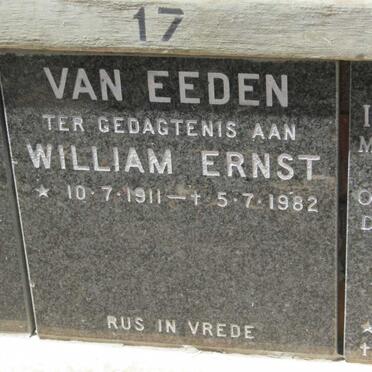 17
VAN EEDEN
TER GEDAGTENIS AAN
WILLIAM ERNST
* 10·7·1911 — † 5·7·1982
RUS IN VREDE